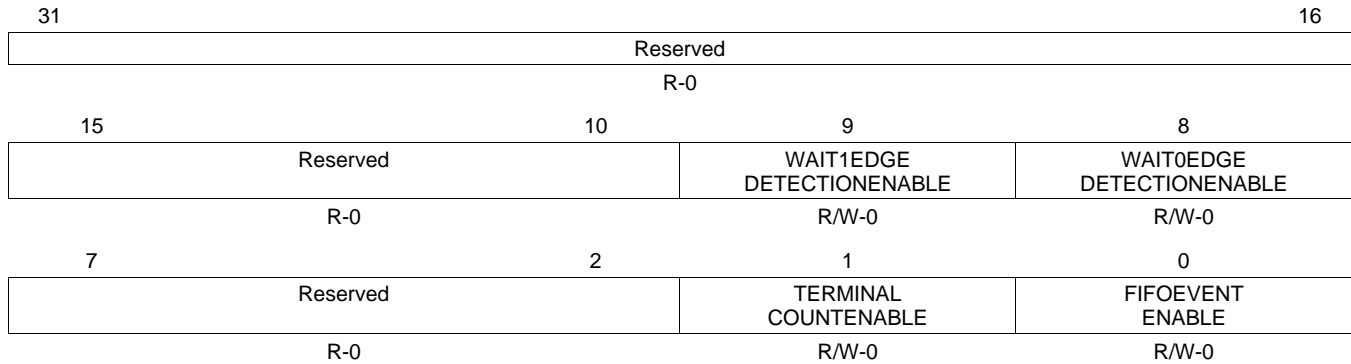 31 16
Reserved
R-0
15 10 9 8
Reserved WAIT1EDGE WAIT0EDGE
DETECTIONENABLE DETECTIONENABLE
R-0 R/W-0 R/W-0
7 2 1 0
Reserved TERMINAL FIFOEVENT
COUNTENABLE ENABLE
R-0 R/W-0 R/W-0